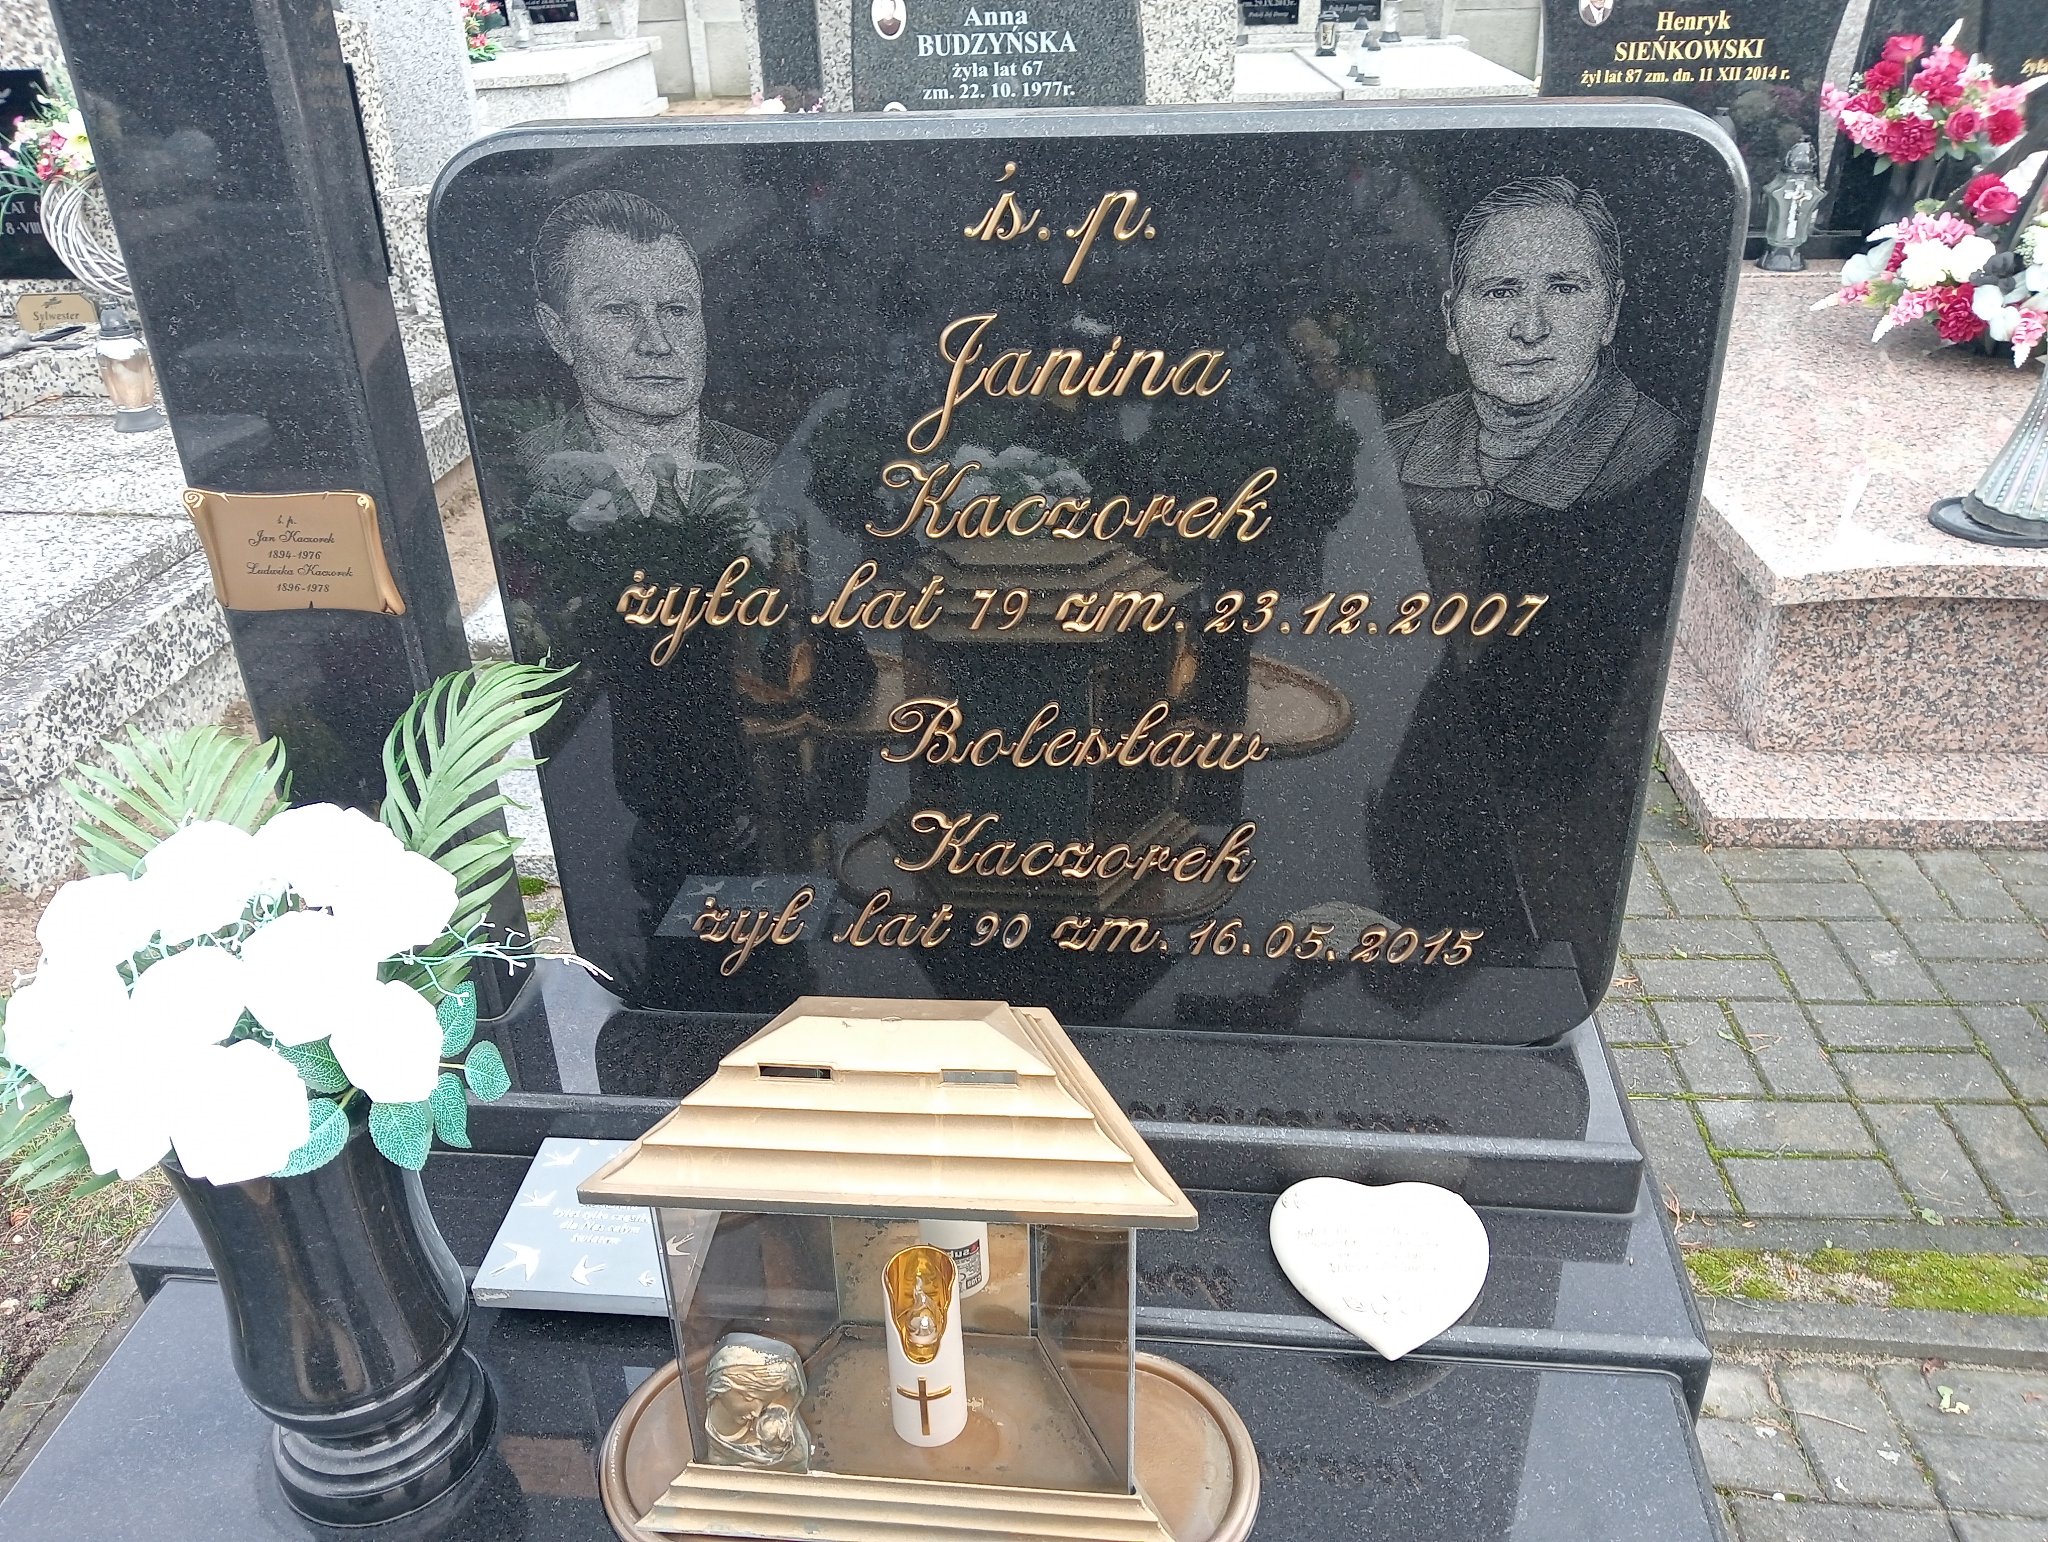 Anna
BUDZYŃSKA
żyła lat 67
zm. 22. 10. 1977r.
Henryk
SIEŃKOWSKI
żył lat 87 zm. dn. 11 XII 2014 r.
ś. p.
Janina
Kaczorek
żyła lat 79 zm. 23.12.2007
Bolesław
Kaczorek
żył lat 90 zm. 16.05.2015
ś. p.
Jan Kaczorek
1894-1976
Ludwika Kaczorek
1896-1978
Sylwester